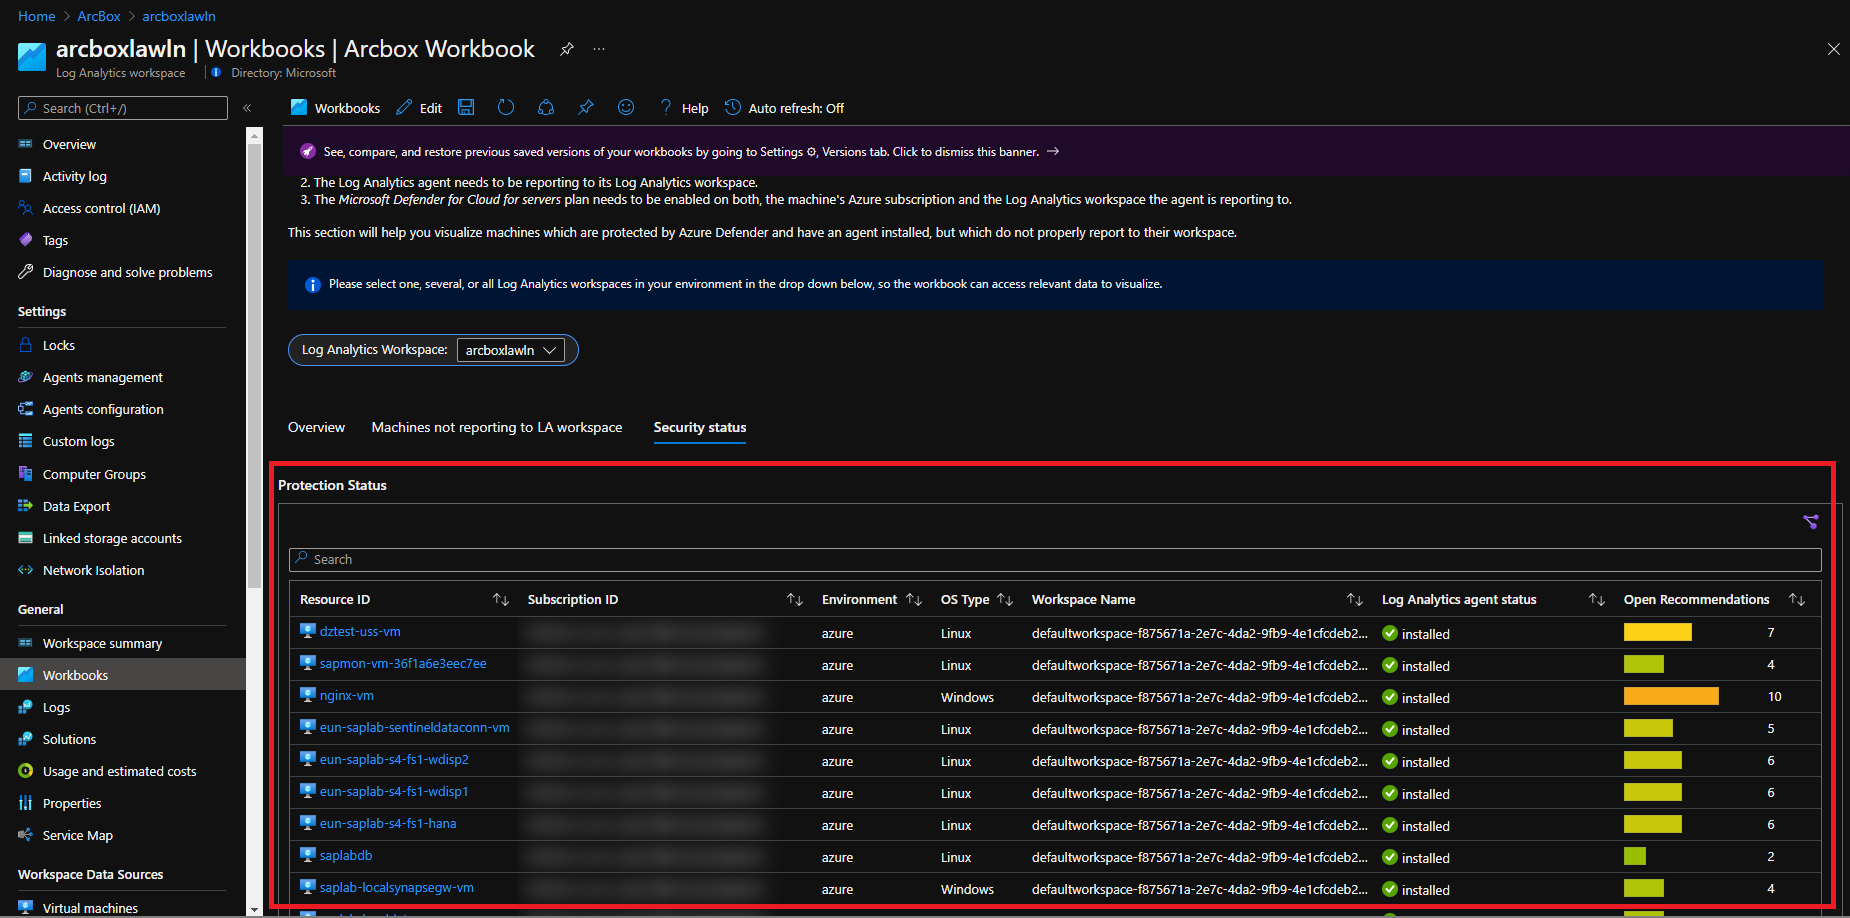 Home > ArcBox > arcboxlawln
arcboxlawln | Workbooks | Arcbox Workbook
Log Analytics workspace | Directory: Microsoft
Search (Ctrl+/)
Overview
Activity log
Access control (IAM)
Tags
Diagnose and solve problems
Settings
Locks
Agents management
Agents configuration
Custom logs
Computer Groups
Data Export
Linked storage accounts
Network Isolation
General
Workspace summary
Workbooks
Logs
Solutions
Usage and estimated costs
Properties
Service Map
Workspace Data Sources
Virtual machines
Workbooks Edit Help Auto refresh: Off
See, compare, and restore previous saved versions of your workbooks by going to Settings ⚙, Versions tab. Click to dismiss this banner. →
2. The Log Analytics agent needs to be reporting to its Log Analytics workspace.
3. The Microsoft Defender for Cloud for servers plan needs to be enabled on both, the machine's Azure subscription and the Log Analytics workspace the agent is reporting to.
This section will help you visualize machines which are protected by Azure Defender and have an agent installed, but which do not properly report to their workspace.
Please select one, several, or all Log Analytics workspaces in your environment in the drop down below, so the workbook can access relevant data to visualize.
Log Analytics Workspace: arcboxlawln
Overview Machines not reporting to LA workspace Security status
Protection Status
Search
Resource ID Subscription ID Environment OS Type Workspace Name Log Analytics agent status Open Recommendations
dztest-uss-vm azure Linux defaultworkspace-f875671a-2e7c-4da2-9fb9-4e1cfcdeb2... installed 7
sapmon-vm-36f1a6e3eec7ee azure Linux defaultworkspace-f875671a-2e7c-4da2-9fb9-4e1cfcdeb2... installed 4
nginx-vm azure Windows defaultworkspace-f875671a-2e7c-4da2-9fb9-4e1cfcdeb2... installed 10
eun-saplab-sentineldataconn-vm azure Linux defaultworkspace-f875671a-2e7c-4da2-9fb9-4e1cfcdeb2... installed 5
eun-saplab-s4-fs1-wdisp2 azure Linux defaultworkspace-f875671a-2e7c-4da2-9fb9-4e1cfcdeb2... installed 6
eun-saplab-s4-fs1-wdisp1 azure Linux defaultworkspace-f875671a-2e7c-4da2-9fb9-4e1cfcdeb2... installed 6
eun-saplab-s4-fs1-hana azure Linux defaultworkspace-f875671a-2e7c-4da2-9fb9-4e1cfcdeb2... installed 6
saplabdb azure Linux defaultworkspace-f875671a-2e7c-4da2-9fb9-4e1cfcdeb2... installed 2
saplab-localsynapsegw-vm azure Windows defaultworkspace-f875671a-2e7c-4da2-9fb9-4e1cfcdeb2... installed 4